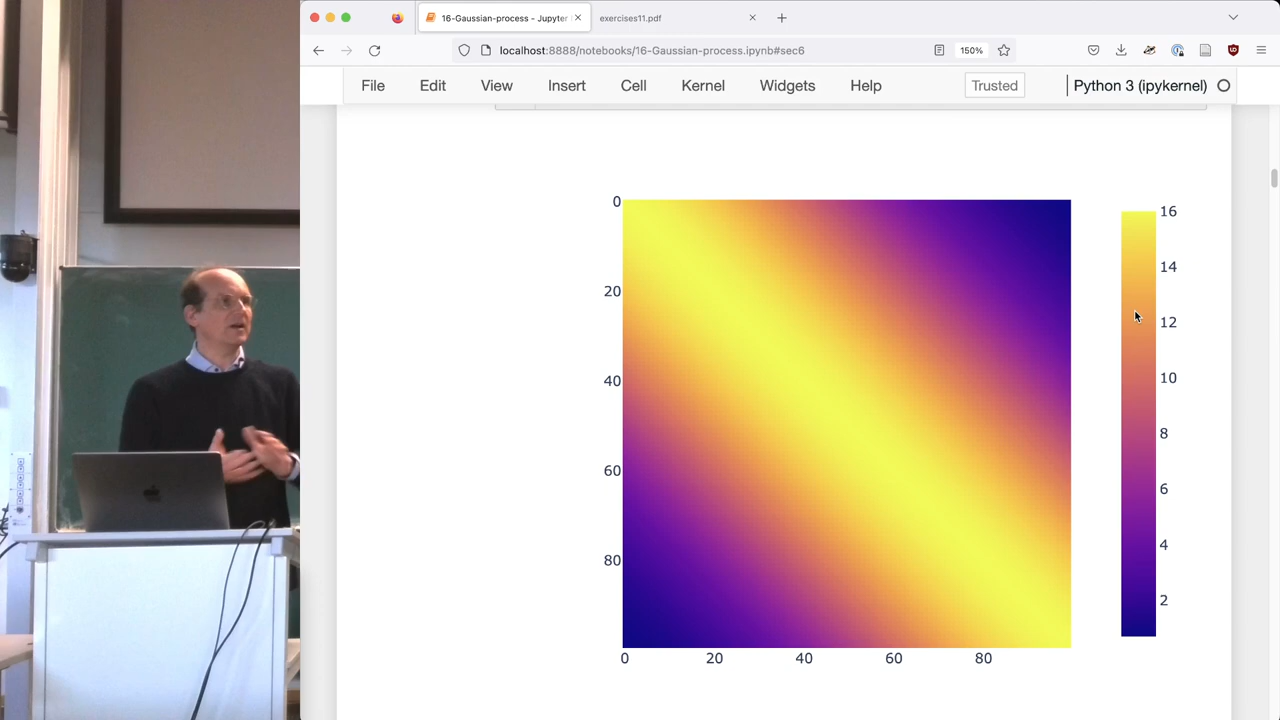 16-Gaussian-process - Jupyter
exercises11.pdf
localhost:8888/notebooks/16-Gaussian-process.ipynb#sec6
150%
File
Edit
View
Insert
Cell
Kernel
Widgets
Help
Trusted
Python 3 (ipykernel)
0
20
40
60
80
0
20
40
60
80
16
14
12
10
8
6
4
2